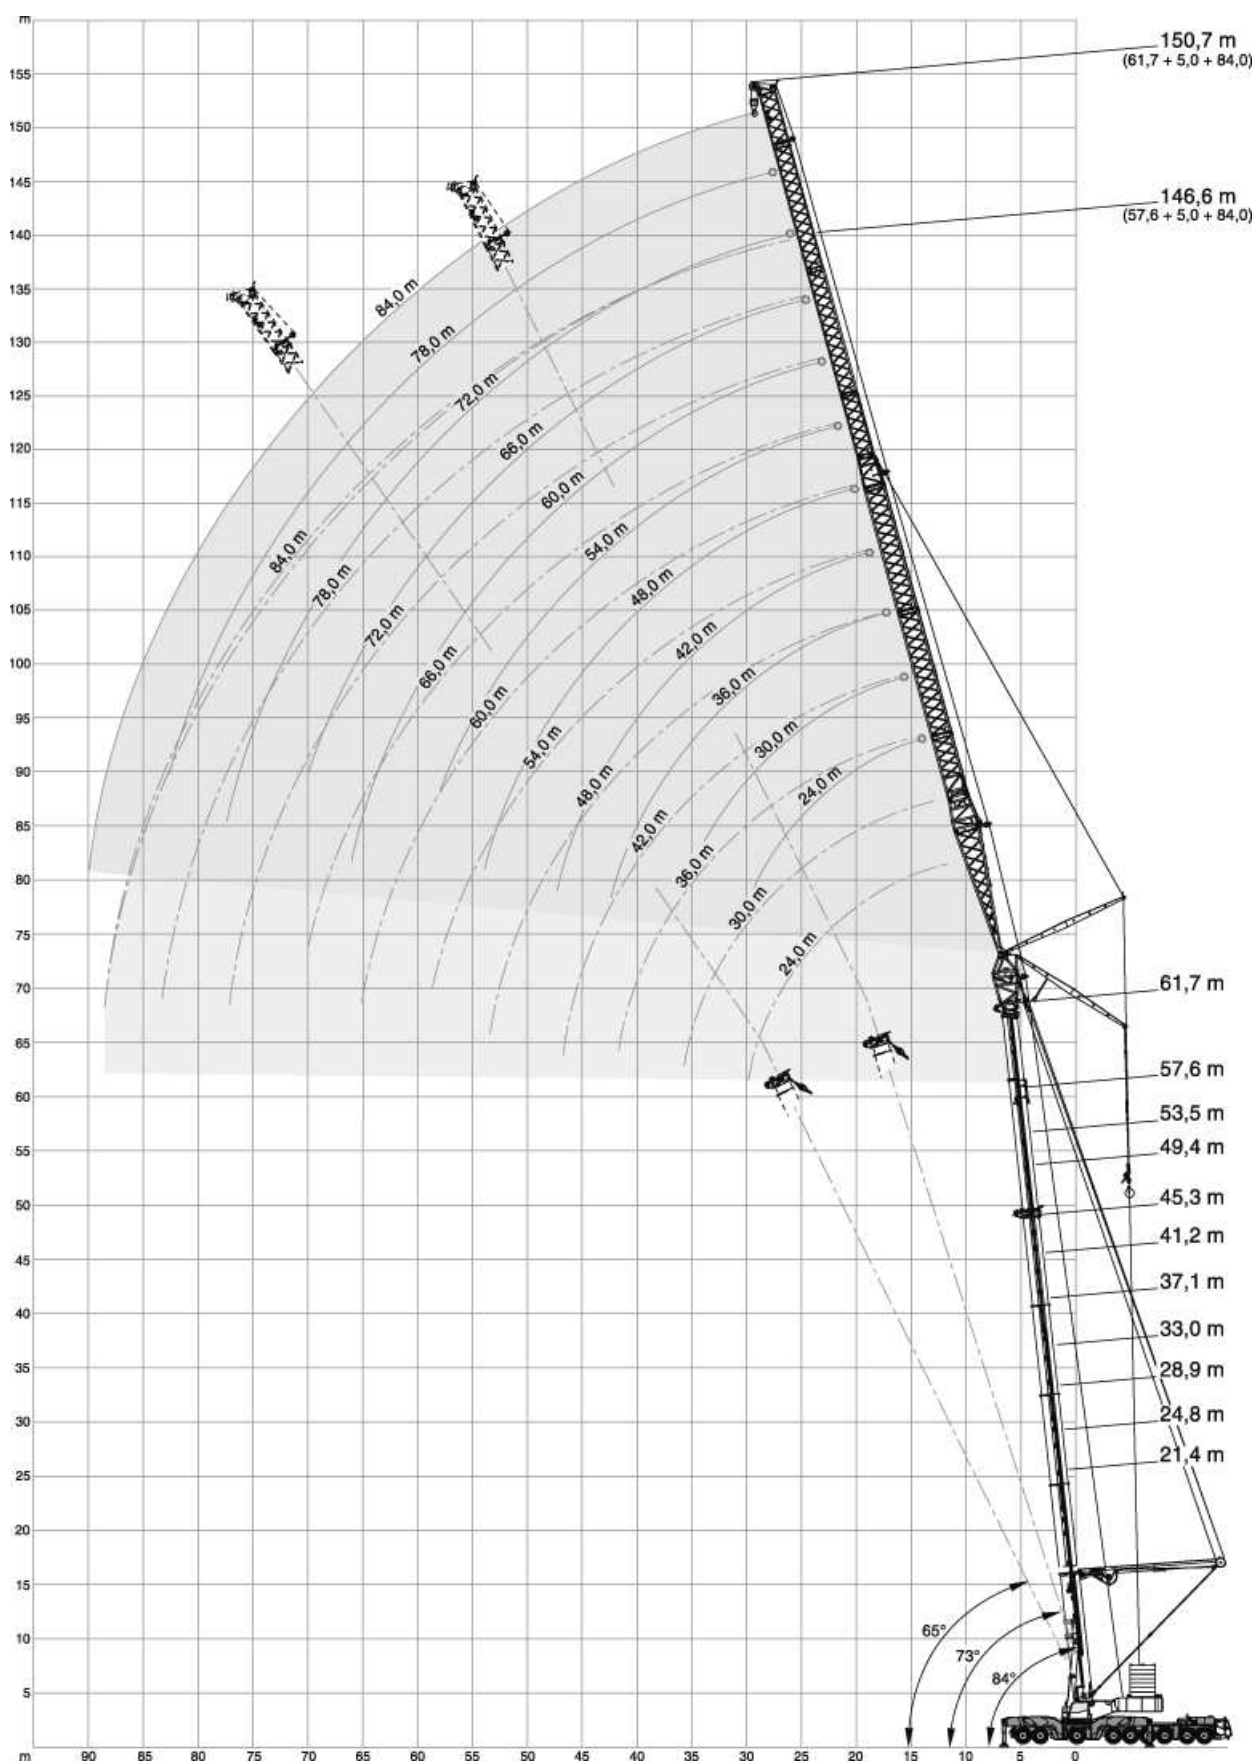 m
150,7 m
(61,7 + 5,0 + 84,0)
155
150
145
146,6 m
(57,6 + 5,0 + 84,0)
140
135
84,0 m
130
78,0 m
125
72,0 m
120
66,0 m
115
60,0 m
110
84,0 m
54,0 m
78,0 m
48,0 m
105
72,0 m
42,0 m
100
66,0 m
36,0 m
95
60,0 m
30,0 m
54,0 m
90
48,0 m
24,0 m
85
42,0 m
36,0 m
80
30,0 m
75
24,0 m
70
61,7 m
65
60
57,6 m
55
53,5 m
49,4 m
50
45,3 m
45
41,2 m
40
37,1 m
33,0 m
35
28,9 m
30
24,8 m
25
21,4 m
20
15
10
65°
73°
84°
5
m 90 85 80 75 70 65 60 55 50 45 40 35 30 25 20 15 10 5 0